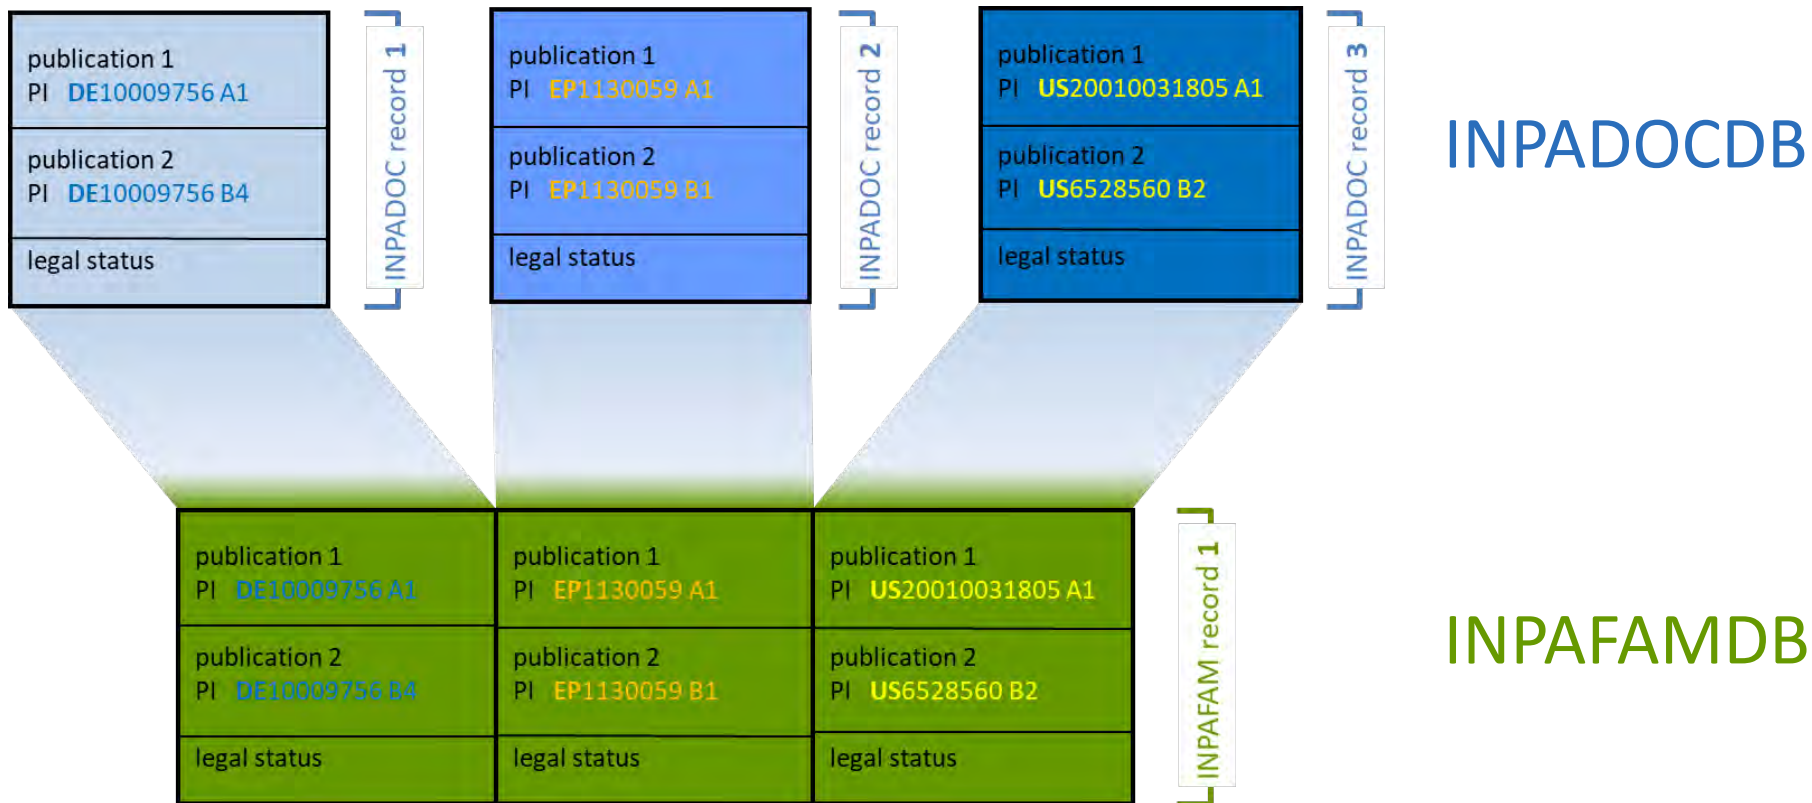 publication 1
PI DE10009756 A1
publication 2
PI DE10009756 B4
legal status
INPADOC record 1
publication 1
PI EP1130059 A1
publication 2
PI EP1130059 B1
legal status
INPADOC record 2
publication 1
PI US20010031805 A1
publication 2
PI US6528560 B2
legal status
INPADOC record 3
INPADOCDB
publication 1
PI DE10009756 A1
publication 2
PI DE10009756 B4
legal status
publication 1
PI EP1130059 A1
publication 2
PI EP1130059 B1
legal status
publication 1
PI US20010031805 A1
publication 2
PI US6528560 B2
legal status
INPAFAM record 1
INPAFAMDB